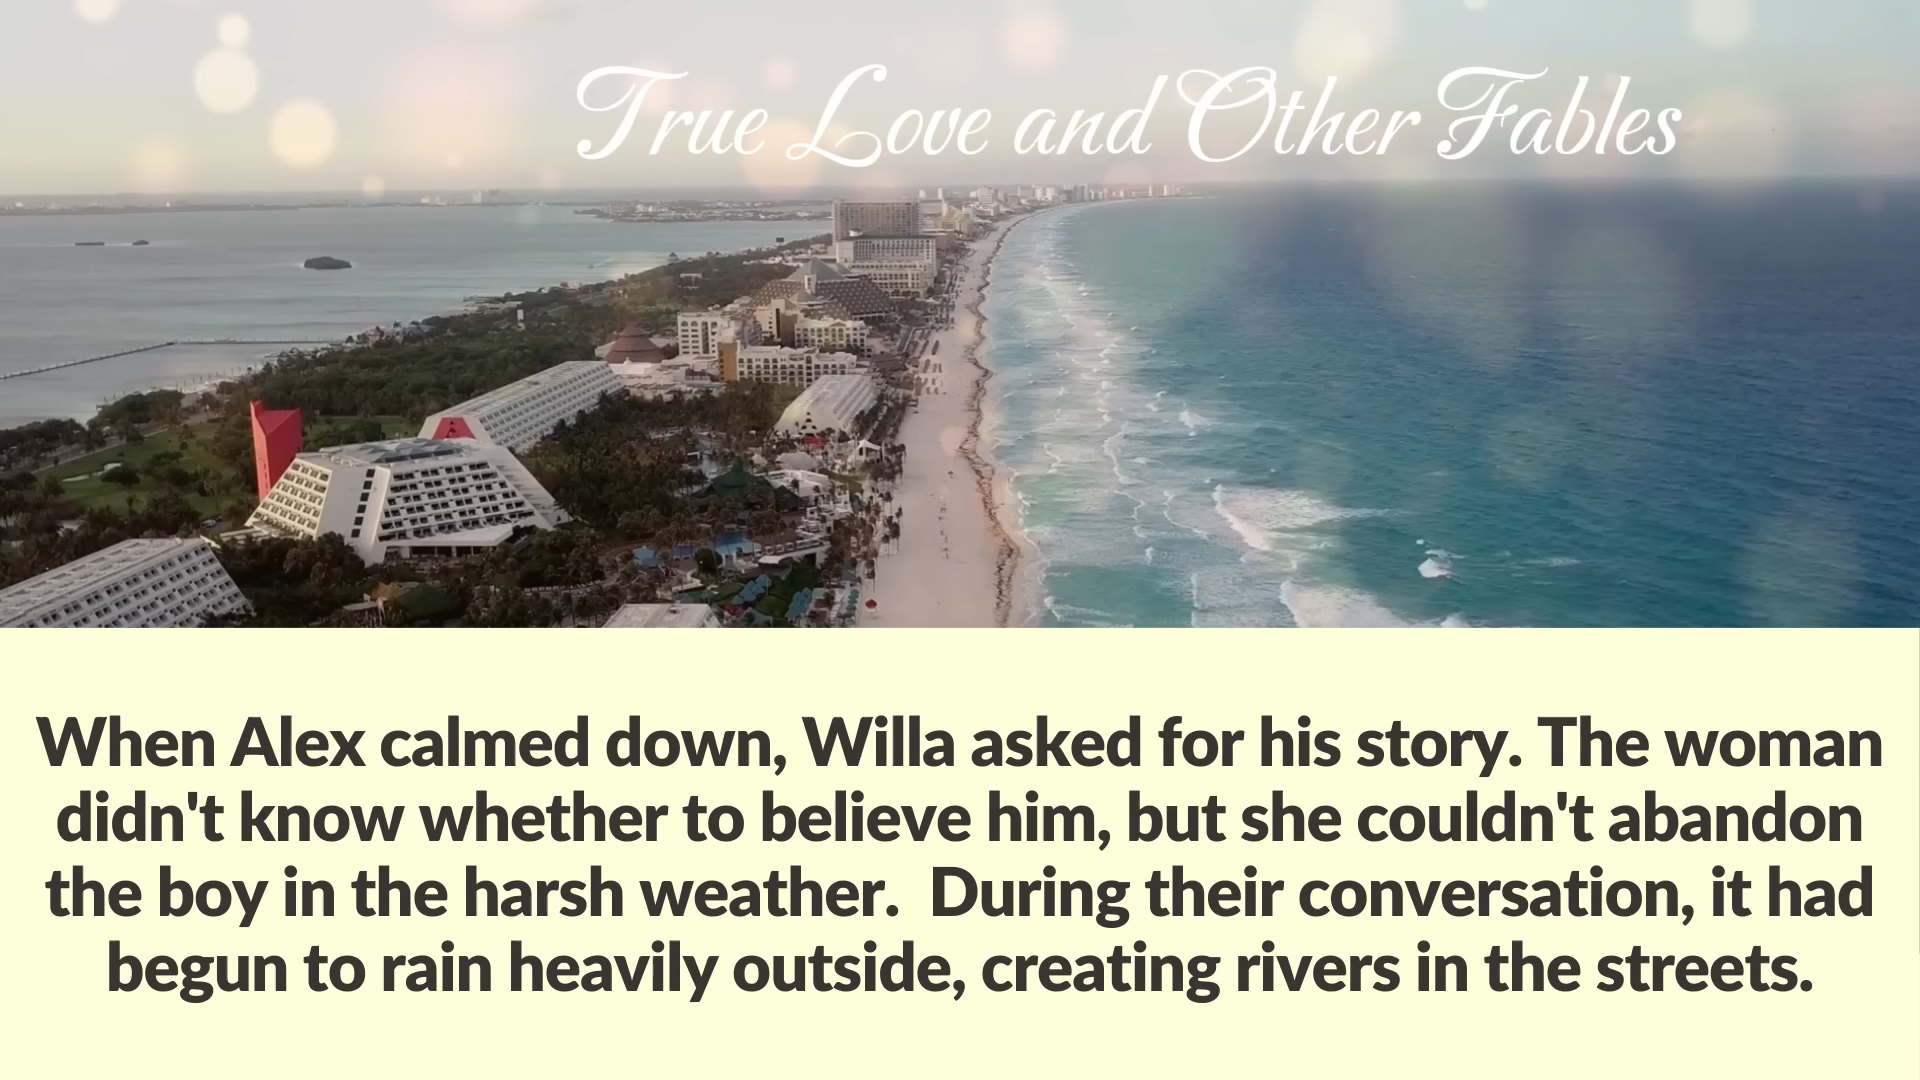 True Love and Other Fables
When Alex calmed down, Willa asked for his story. The woman
didn't know whether to believe him, but she couldn't abandon
the boy in the harsh weather.  During their conversation, it had
begun to rain heavily outside, creating rivers in the streets.